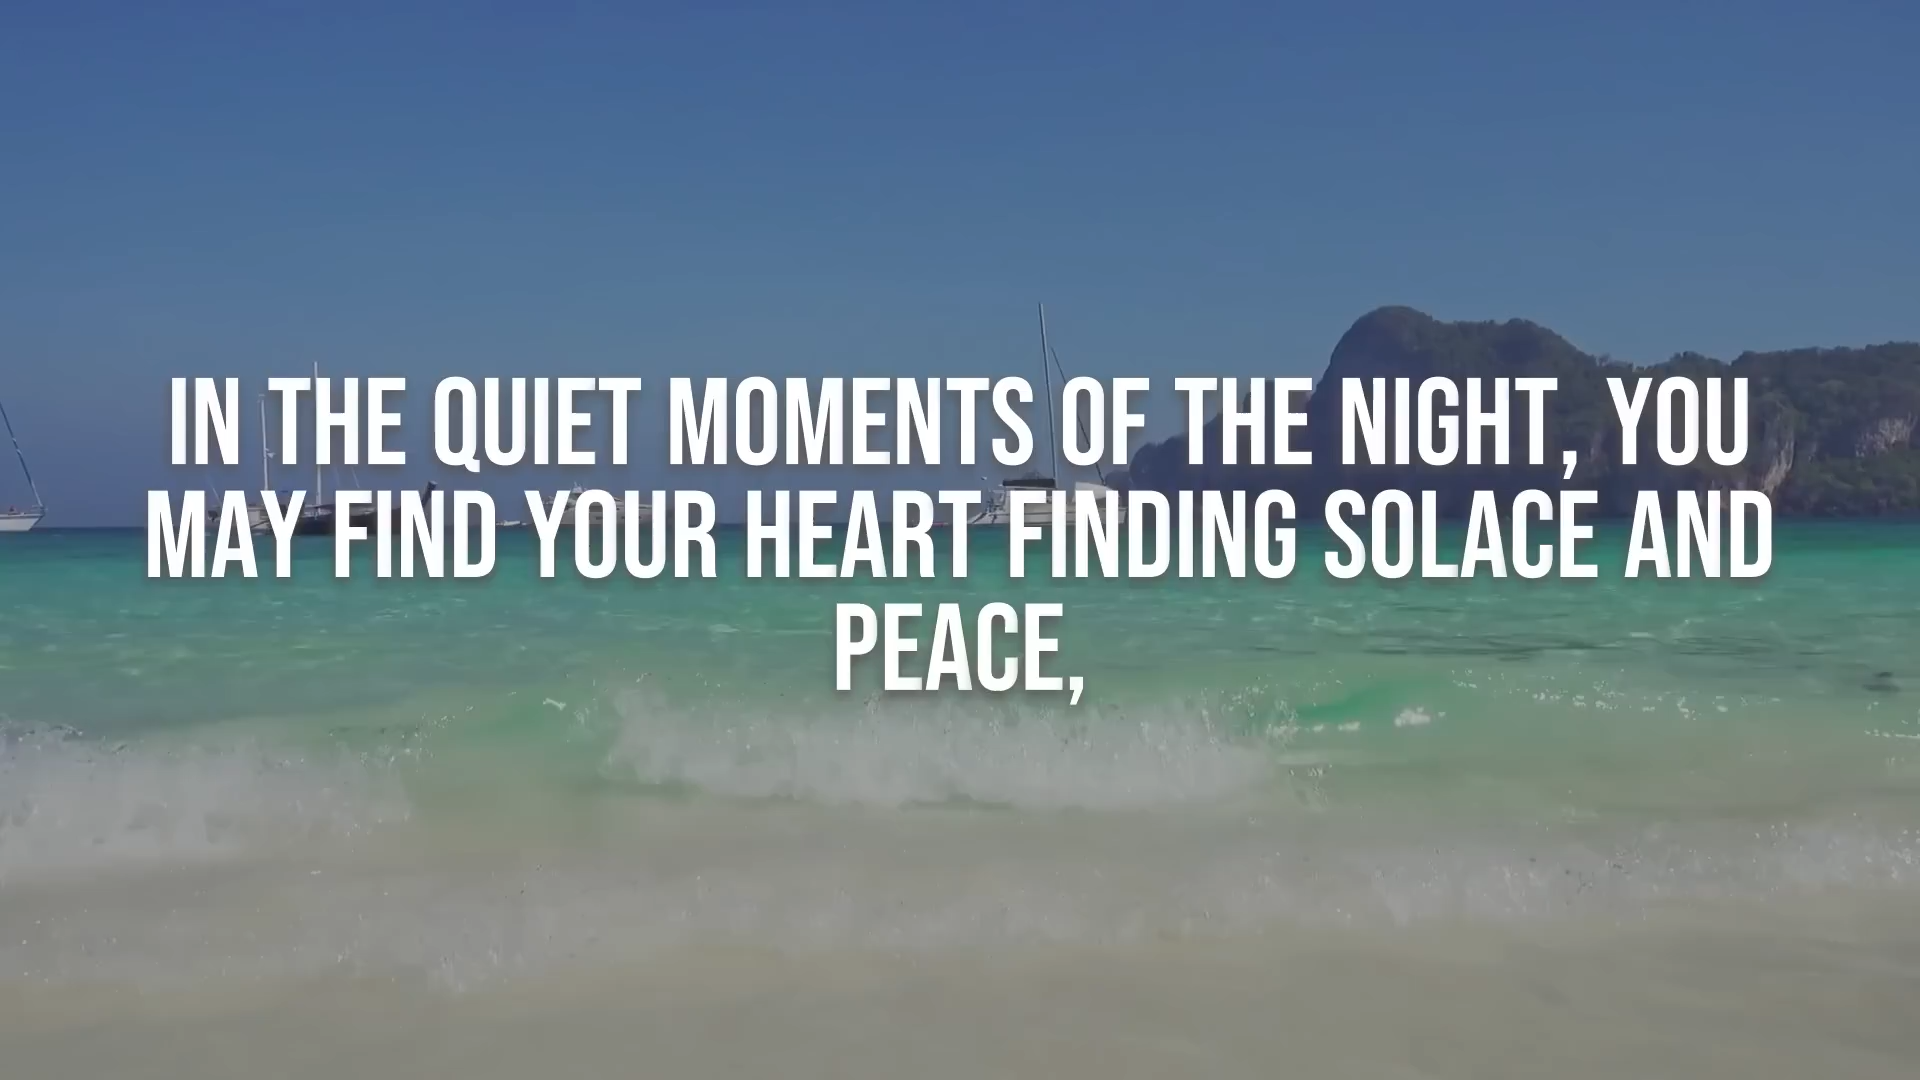 IN THE QUIET MOMENTS OF THE NIGHT, YOU
MAY FIND YOUR HEART FINDING SOLACE AND
PEACE,